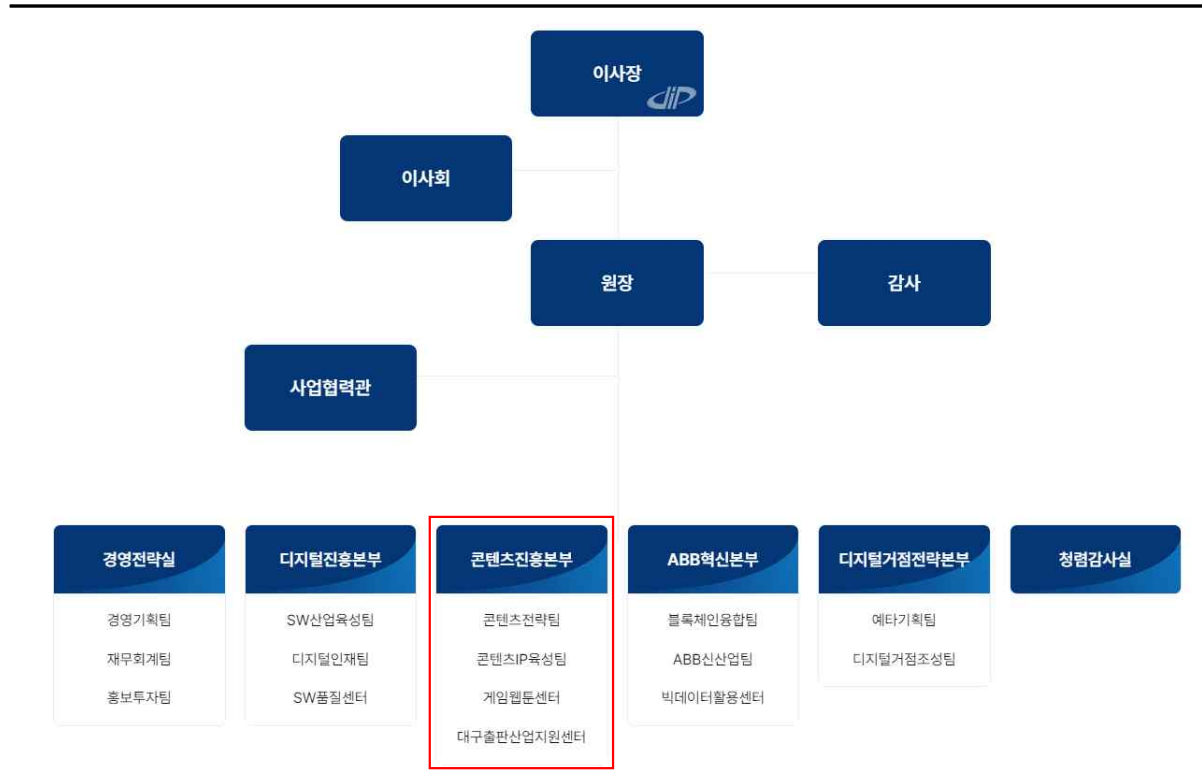 이사장
dip
이사회
원장
감사
사업협력관
경영전략실
경영기획팀
재무회계팀
홍보투자팀
디지털진흥본부
SW산업육성팀
디지털인재팀
SW품질센터
콘텐츠진흥본부
콘텐츠전략팀
콘텐츠IP육성팀
게임웹툰센터
대구출판산업지원센터
ABB혁신본부
블록체인융합팀
ABB신산업팀
빅데이터활용센터
디지털거점전략본부
예타기획팀
디지털거점조성팀
청렴감사실